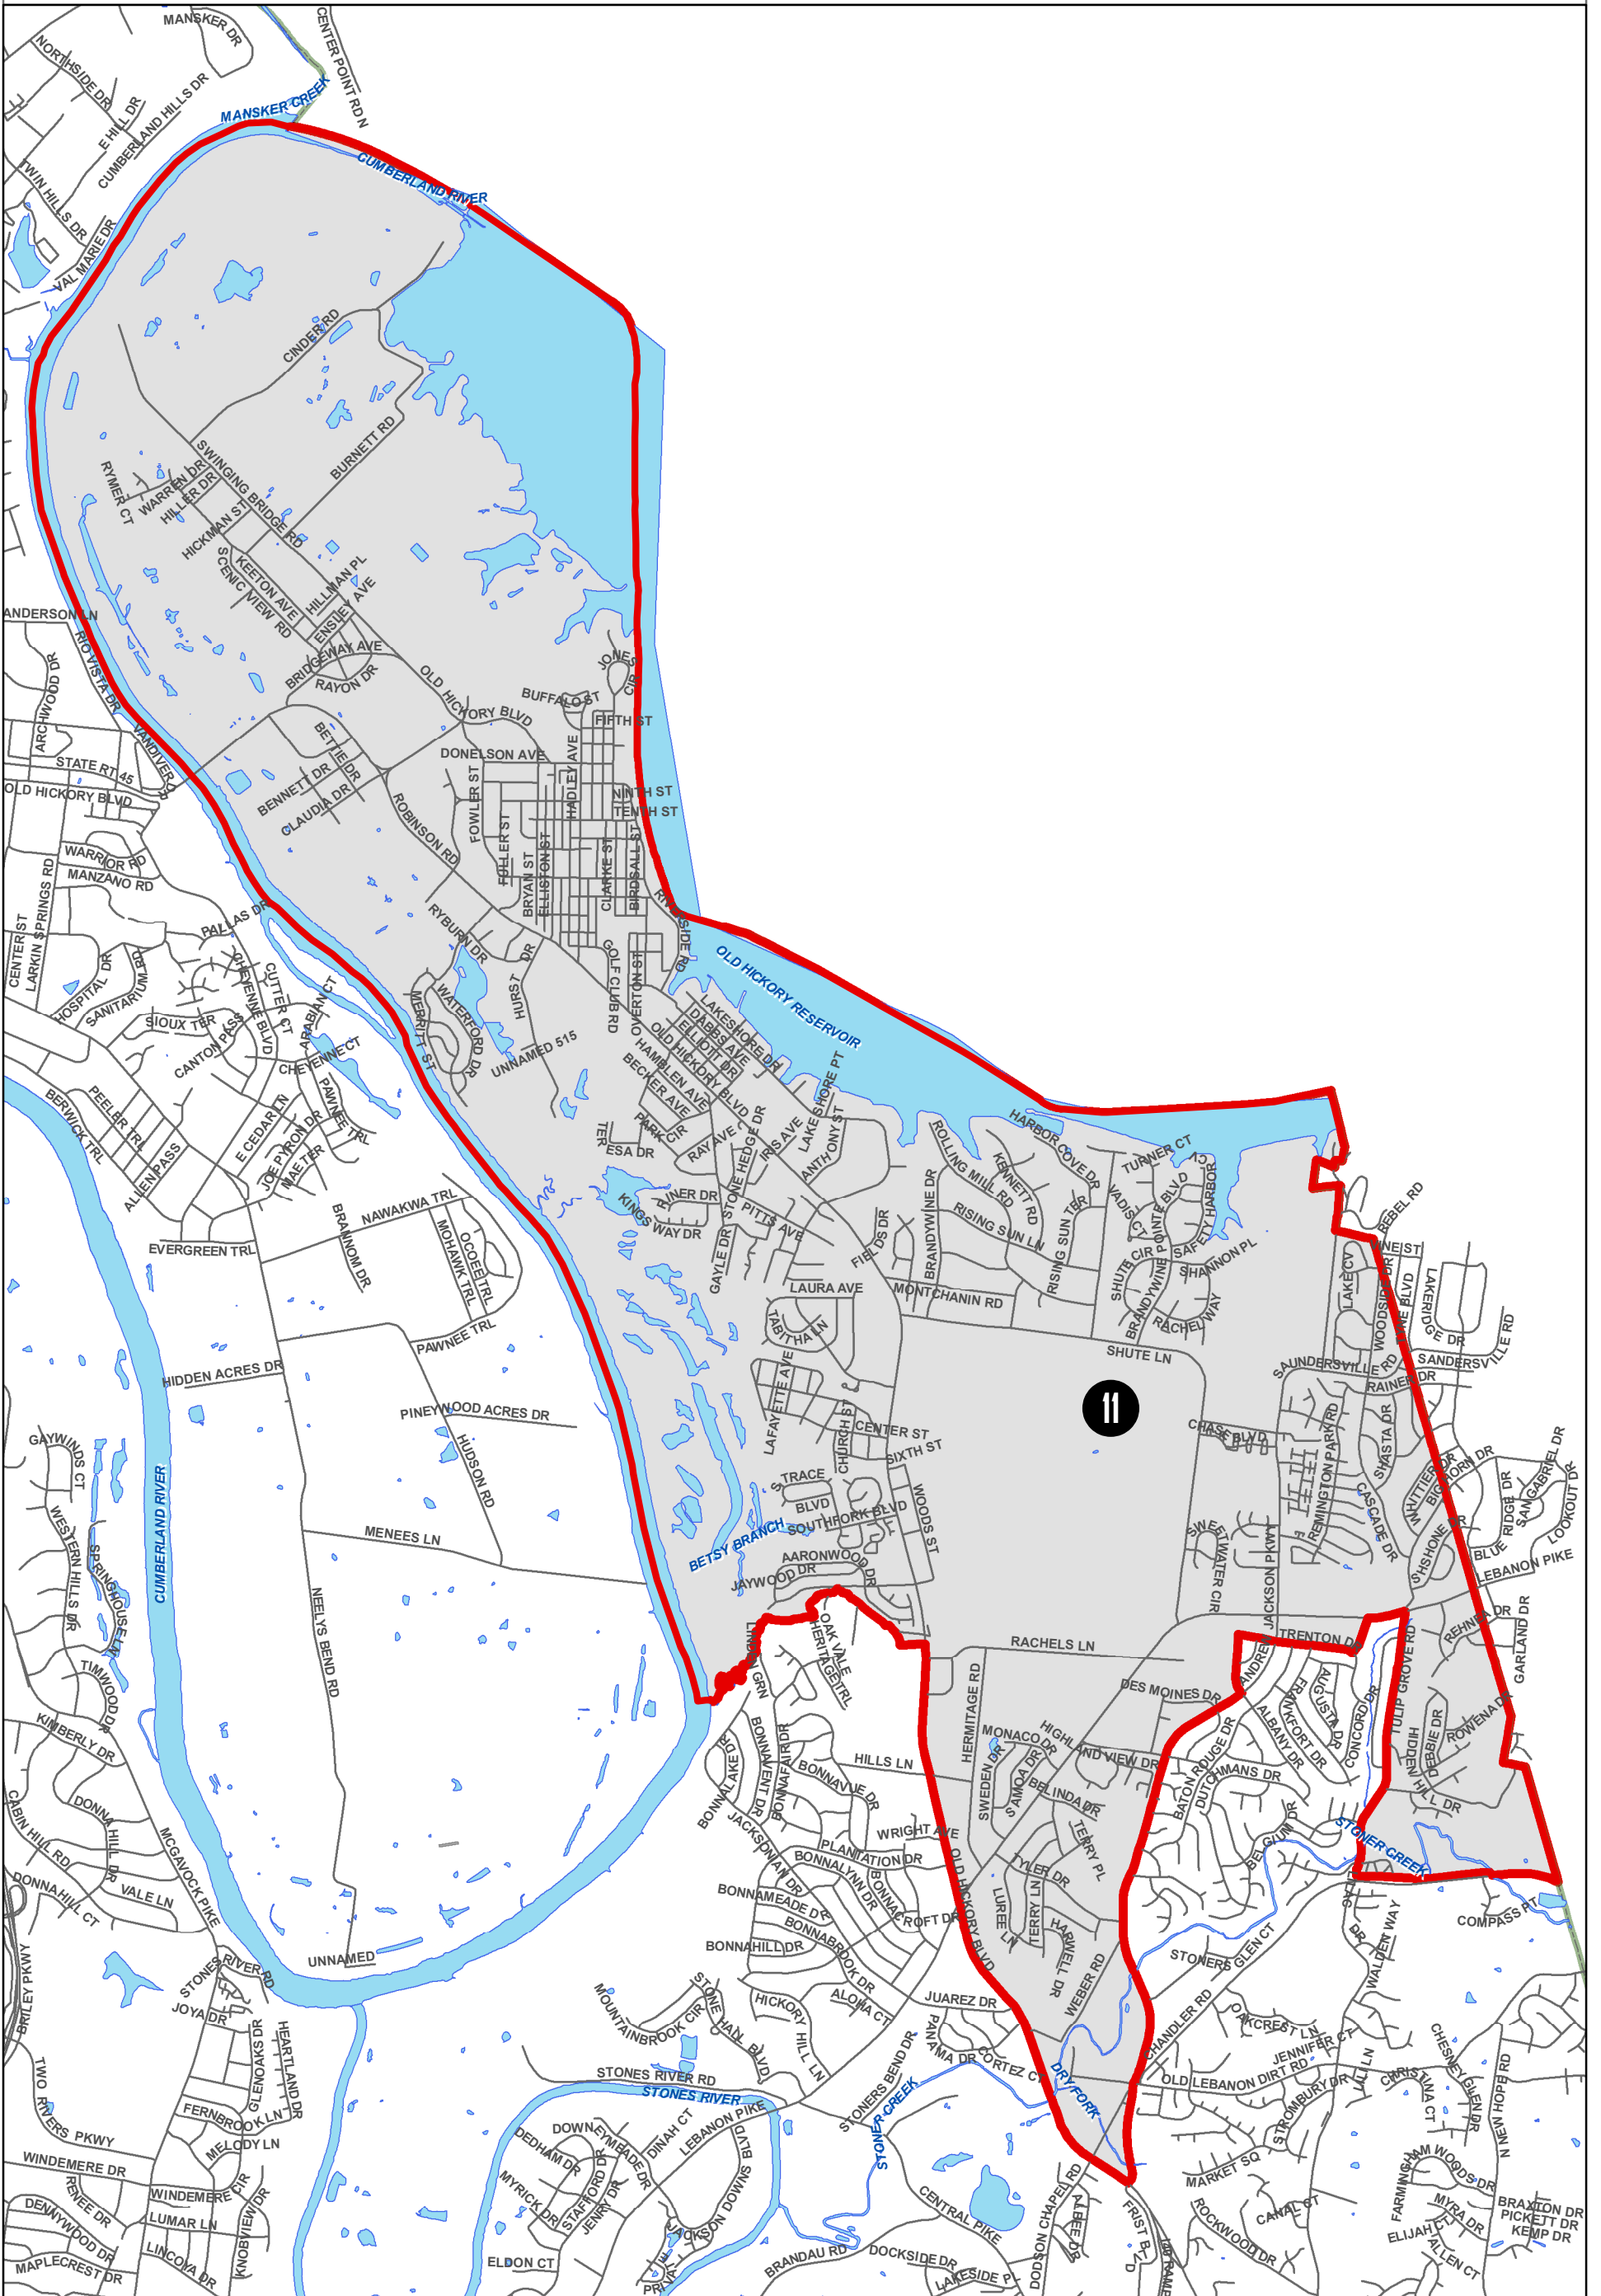 MANSKER DR
CENTER POINT RD N
NORTHSIDE DR
E HILL DR
CUMBERLAND HILLS DR
MANSKER CREEK
CUMBERLAND RIVER
TWIN HILLS DR
VAL MARIE DR
CINDER RD
BURNETT RD
SWINGING BRIDGE RD
RYMER CT
WARREN DR
HILLER DR
HICKMAN ST
KEETON AVE
SCENIC VIEW RD
HILLMAN PL
ENSLEY AVE
ANDERSON LN
RIO VISTA DR
ARCHWOOD DR
BRIDGEWAY AVE
RAYON DR
JONES CIR
BUFFALO ST
OLD HICKORY BLVD
FIFTH ST
VANDIVER DR
BETTIE DR
DONELSON AVE
HADLEY AVE
STATE RT 45
OLD HICKORY BLVD
BENNETT DR
CLAUDIA DR
ROBINSON RD
FOWLER ST
NINTH ST
TENTH ST
FULLER ST
BRYAN ST
ELLISTON ST
CLARKE ST
BIRDSALL ST
WARRIOR RD
MANZANO RD
LARKIN SPRINGS RD
CENTER ST
PALLAS DR
RIVERSIDE RD
RYBURN DR
HURST DR
GOLF CLUB RD
OVERTON ST
OLD HICKORY RESERVOIR
HOSPITAL DR
SANITARIUM RD
CHEYENNE BLVD
CUTTER CT
ARABIAN CT
SIOUX TER
CANTON PASS
CHEYENNE CT
MERRITT ST
WATERFORD DR
UNNAMED 515
LAKESHORE DR
DABBS AVE
ELLIOTT DR
OLD HICKORY BLVD
HAMBLEN AVE
BECKER AVE
PARK CIR
LAKESHORE PT
BERWICK TRL
PEELER TRL
ALLEN PASS
E CEDAR LN
JOE PYRON DR
MAE TER
PAWNEE TRL
TERESA DR
RAY AVE
STONE HEDGE DR
IRIS AVE
ANTHONY ST
HARBOR COVE DR
ROLLING MILL RD
KENNETT RD
TURNER CT
VADIS CT
SAFETY HARBOR CV
REBEL RD
NAWAKWA TRL
BRANNOM DR
MOHAWK TRL
OCOEE TRL
EVERGREEN TRL
KINGS WAY DR
PITTS AVE
GAYLE DR
FIELDS DR
BRANDYWINE DR
RISING SUN LN
RISING SUN TER
BRANDYWINE POINTE BLVD
SHUTE CIR
SHANNON PL
RACHEL WAY
LAURA AVE
MONTCHANIN RD
TABITHA LN
SHUTE LN
LAKE CV
WOODSIDE DR
LAKERIDGE DR
SANDERSVILLE RD
SAUNDERSVILLE RD
RAINER DR
PAWNEE TRL
HIDDEN ACRES DR
PINEYWOOD ACRES DR
HUDSON RD
LAFAYETTE AVE
CHURCH ST
CENTER ST
SIXTH ST
11
CHASE BLVD
REMINGTON PARK RD
SHASTA DR
CASCADE DR
WHITTIER DR
BIGHORN DR
SAN GABRIEL DR
LOOKOUT DR
BLUE RIDGE DR
SHOSHONE DR
LEBANON PIKE
GAYWINDS CT
WESTERN HILLS DR
SPRINGHOUSE LN
CUMBERLAND RIVER
MENEES LN
NEELYS BEND RD
S TRACE BLVD
SOUTHFORK BLVD
WOODS ST
BETSY BRANCH
AARONWOOD DR
JAYWOOD DR
SWEETWATER CIR
ANDREW JACKSON PKWY
OAK VALE
HERITAGE TRL
RACHELS LN
TRENTON DR
TULIP GROVE RD
REHNEA DR
GARLAND DR
ROWENA DR
DEBBIE DR
HIDDEN HILL DR
TIMWOOD DR
KIMBERLY DR
DES MOINES DR
HERMITAGE RD
MONACO DR
HIGHLAND VIEW DR
SWEDEN DR
SAMOA DR
BELINDA DR
ALBANY DR
FRANKFORT DR
AUGUSTA DR
CONCORD DR
BATON ROUGE DR
DUTCHMANS DR
BELGIUM DR
STONER CREEK
BONNALAKE DR
BONNAVENT DR
BONNAFAIR DR
BONNAVUE DR
HILLS LN
WRIGHT AVE
JACKSONIAN DR
PLANTATION DR
BONNALYNN DR
BONNACROFT DR
BONNAMEADE DR
BONNABROOK DR
BONNAHILL DR
OLD HICKORY BLVD
TERRY PL
TYLER DR
LUREE LN
TERRY LN
HARWELL DR
WEBER RD
CABIN HILL RD
DONNA HILL DR
VALE LN
DONNA HILL CT
MCGAVOCK PIKE
BRILEY PKWY
UNNAMED
STONES RIVER RD
JOYA DR
GLENOAKS DR
HEARTLAND DR
TWO RIVERS PKWY
FERNBROOK LN
MELODY LN
WINDEMERE DR
WINDEMERE CIR
RENEE DR
DENNYWOOD DR
LUMAR LN
LINCOYA DR
KNOBVIEW DR
MAPLECREST DR
MOUNTAINBROOK CIR
STONE HALL BLVD
HICKORY HILL LN
ALOHA CT
JUAREZ DR
PANAMA DR
CORTEZ CT
STONERS BEND DR
STONER CREEK
STONES RIVER RD
STONES RIVER
LEBANON PIKE
DINAH CT
DOWNEYMEADE DR
DEDHAM DR
STAFFORD DR
MYRICK DR
JENRY DR
JACKSON DOWNS BLVD
ELDON CT
BRANDAU RD
DOCKSIDE DR
LAKESIDE PL
CENTRAL PIKE
DODSON CHAPEL RD
ALBEE DR
FRIST BLVD
DRY FORK
CHANDLER RD
STONERS GLEN CT
WALDEN WAY
COMPASS PT
OAKCREST LN
JENNIFER CT
OLD LEBANON DIRT RD
STROMBURY DR
CHRISTINA CT
CHESNEY GLEN DR
NEW HOPE RD
MARKET SQ
ROCKWOOD DR
CANAL CT
FARMINGHAM WOODS DR
MYRA DR
ELIJAH CT
ALLEN CT
BRAXTON DR
PICKETT DR
KEMP DR